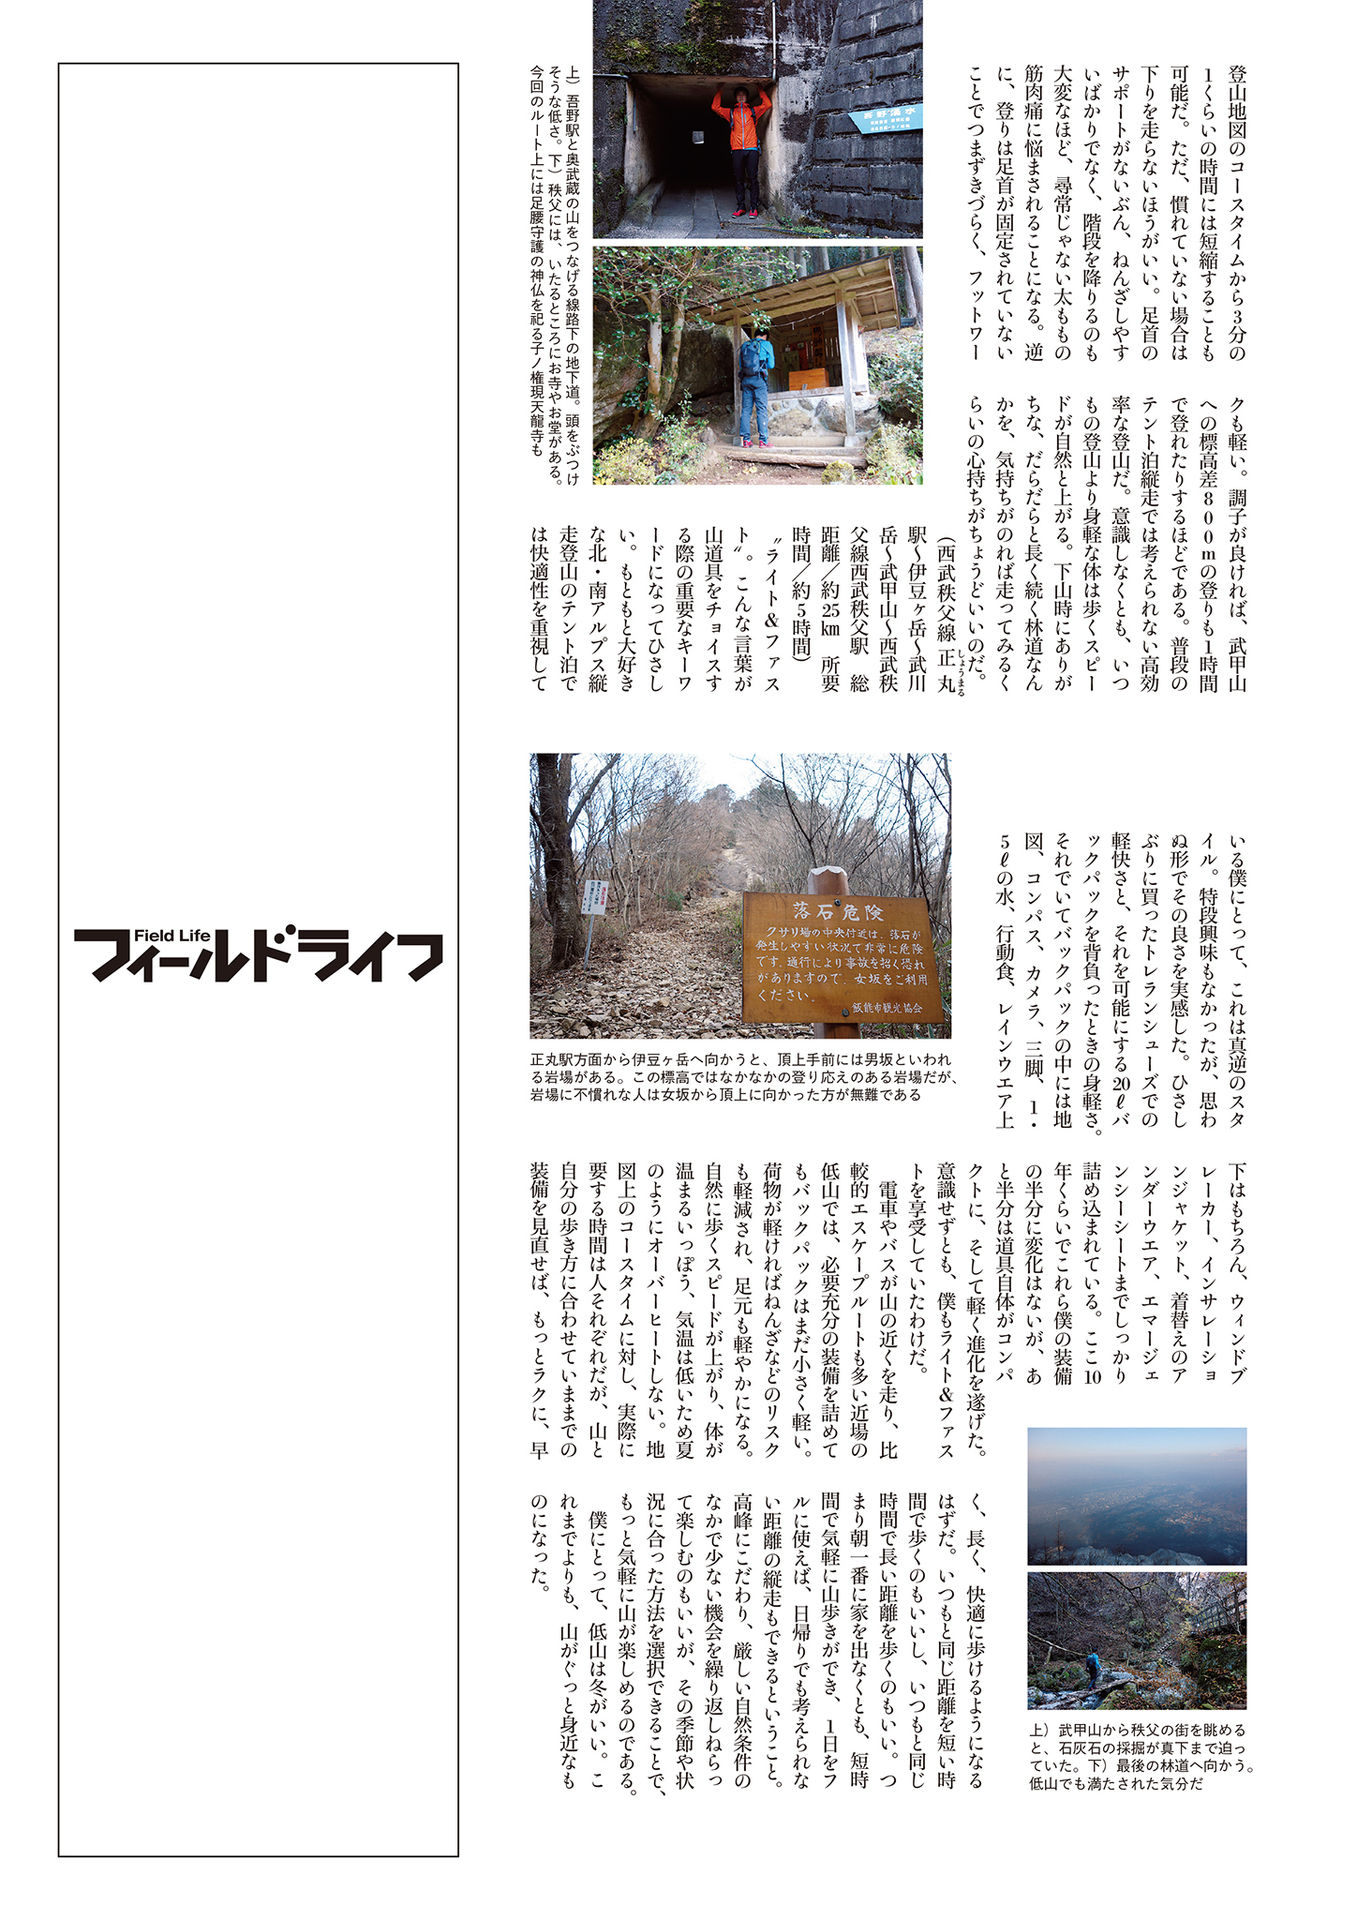 登山地図のコースタイムから3分の
1くらいの時間には短縮することも
可能だ。ただ、慣れていない場合は
下りを走らないほうがいい。足首の
サポートがないぶん、ねんざしやす
いばかりでなく、階段を降りるのも
大変なほど、尋常じゃない太ももの
筋肉痛に悩まされることになる。逆
に、登りは足首が固定されていない
ことでつまずきづらく、フットワー
クも軽い。調子が良ければ、武甲山
への標高差800mの登りも1時間
で登れたりするほどである。普段の
テント泊縦走では考えられない高効
率な登山だ。意識しなくとも、いつ
もの登山より身軽な体は歩くスピー
ドが自然と上がる。下山時にありが
ちな、だらだらと長く続く林道なん
かを、気持ちがのれば走ってみるく
らいの心持ちがちょうどいいのだ。
(西武秩父線 正丸
しょうまる
駅〜伊豆ヶ岳〜武川
岳〜武甲山〜西武秩
父線西武秩父駅 総
距離/約25㎞ 所要
時間/約5時間)
〝ライト&ファス
ト〟。こんな言葉が
山道具をチョイスす
る際の重要なキーワ
ードになってひさし
い。もともと大好き
な北・南アルプス縦
走登山のテント泊で
は快適性を重視して
上）吾野駅と奥武蔵の山をつなげる線路下の地下道。頭をぶつけ
そうな低さ。下）秩父には、いたるところにお寺やお堂がある。
今回のルート上には足腰守護の神仏を祀る子ノ権現天龍寺も
吾野湧水
いる僕にとって、これは真逆のスタ
イル。特段興味もなかったが、思わ
ぬ形でその良さを実感した。ひさし
ぶりに買ったトレランシューズでの
軽快さと、それを可能にする20ℓバ
ックパックを背負ったときの身軽さ。
それでいてバックパックの中には地
図、コンパス、カメラ、三脚、1・
5ℓの水、行動食、レインウエア上
落石危険
クサリ場の中央付近は、落石が
発生しやすい状況で非常に危険
です。通行により事故を招く恐れ
がありますので、女坂をご利用
ください。
飯能市観光協会
正丸駅方面から伊豆ヶ岳へ向かうと、頂上手前には男坂といわれ
る岩場がある。この標高ではなかなかの登り応えのある岩場だが、
岩場に不慣れな人は女坂から頂上に向かった方が無難である
下はもちろん、ウィンドブ
レーカー、インサレーショ
ンジャケット、着替えのア
ンダーウエア、エマージェ
ンシーシートまでしっかり
詰め込まれている。ここ10
年くらいでこれら僕の装備
の半分に変化はないが、あ
と半分は道具自体がコンパ
クトに、そして軽く進化を遂げた。
意識せずとも、僕もライト&ファス
トを享受していたわけだ。
電車やバスが山の近くを走り、比
較的エスケープルートも多い近場の
低山では、必要充分の装備を詰めて
もバックパックはまだ小さく軽い。
荷物が軽ければねんざなどのリスク
も軽減され、足元も軽やかになる。
自然に歩くスピードが上がり、体が
温まるいっぽう、気温は低いため夏
のようにオーバーヒートしない。地
図上のコースタイムに対し、実際に
要する時間は人それぞれだが、山と
自分の歩き方に合わせていままでの
装備を見直せば、もっとラクに、早
く、長く、快適に歩けるようになる
はずだ。いつもと同じ距離を短い時
間で歩くのもいいし、いつもと同じ
時間で長い距離を歩くのもいい。つ
まり朝一番に家を出なくとも、短時
間で気軽に山歩きができ、1日をフ
ルに使えば、日帰りでも考えられな
い距離の縦走もできるということ。
高峰にこだわり、厳しい自然条件の
なかで少ない機会を繰り返しねらっ
て楽しむのもいいが、その季節や状
況に合った方法を選択できることで、
もっと気軽に山が楽しめるのである。
僕にとって、低山は冬がいい。こ
れまでよりも、山がぐっと身近なも
のになった。
上）武甲山から秩父の街を眺める
と、石灰石の採掘が真下まで迫っ
ていた。下）最後の林道へ向かう。
低山でも満たされた気分だ
Field Life
フィールドライフ